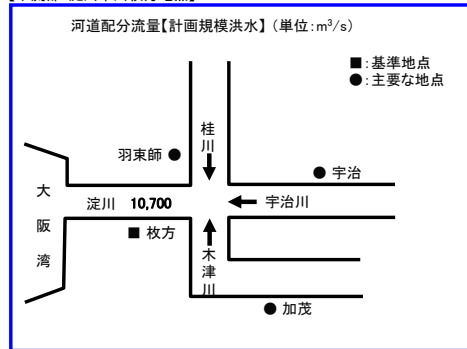 河道配分流量【計画規模洪水】 (単位:m³/s)
■:基準地点
●:主要な地点
桂川
羽束師 ●
● 宇治
大阪湾
淀川 10,700
宇治川
■ 枚方
木津川
● 加茂